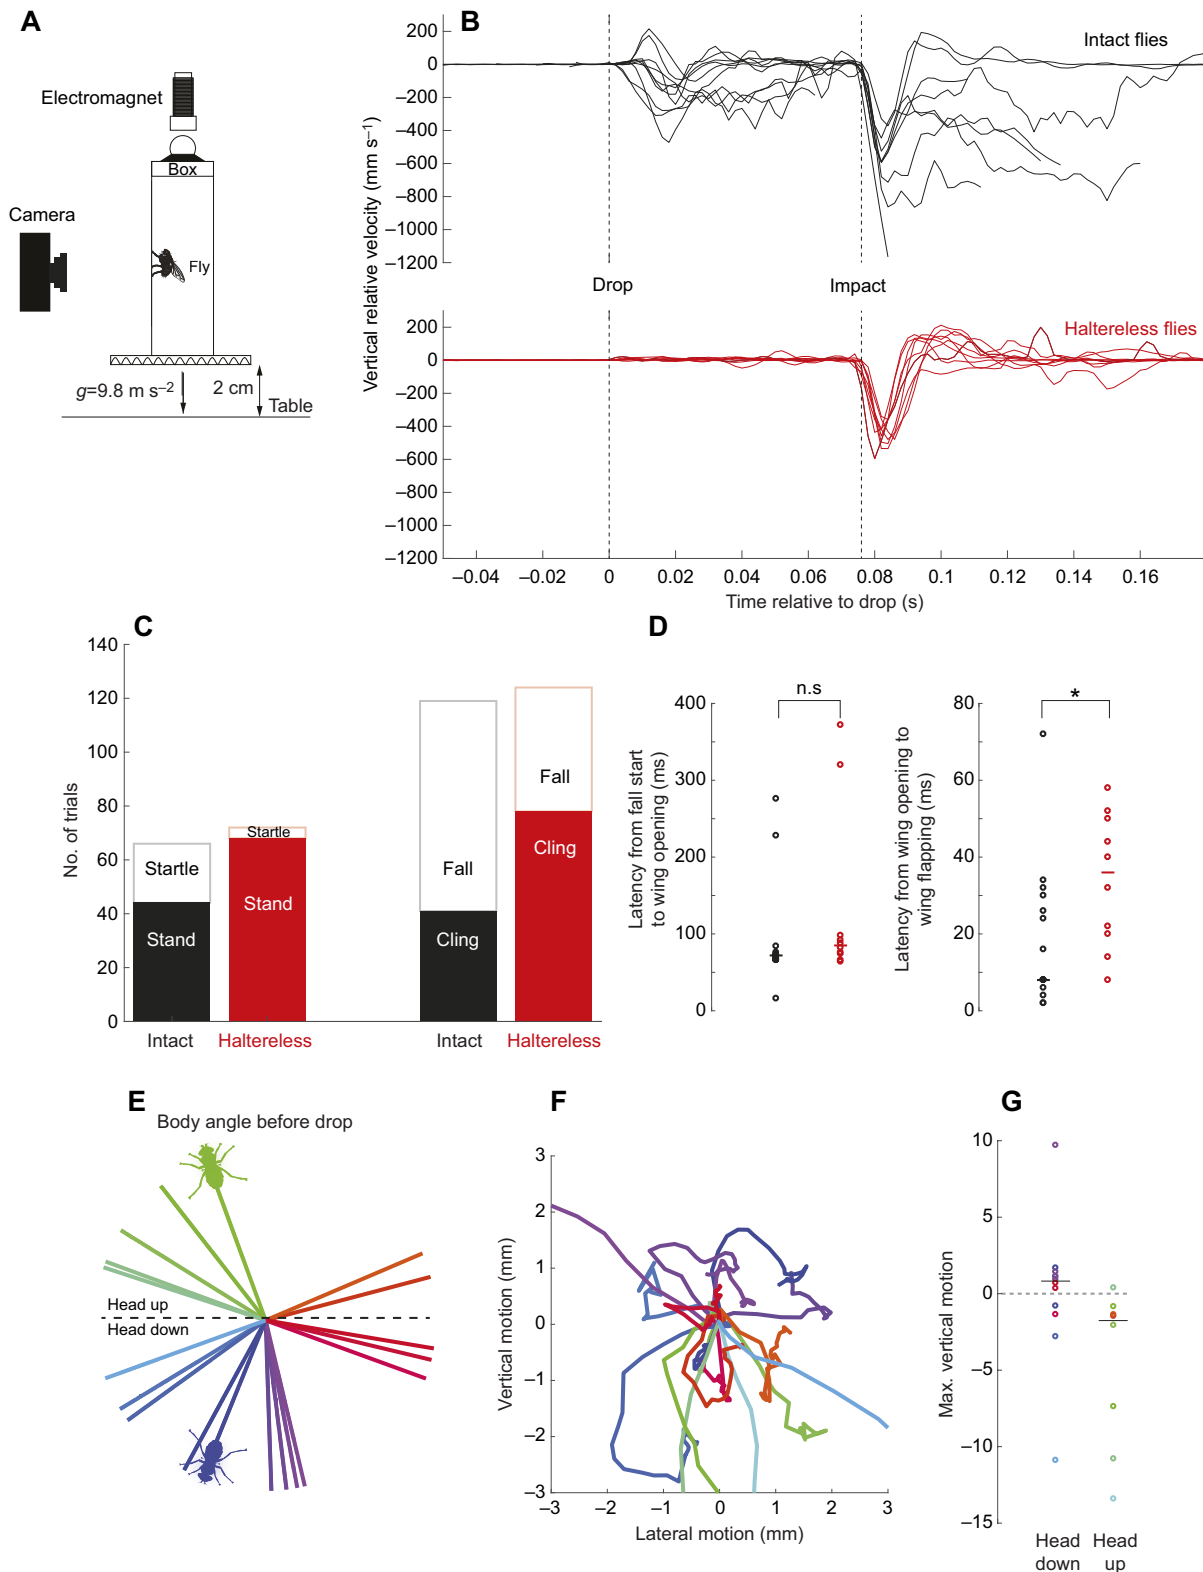 A
Electromagnet
Box
Camera
Fly
g=9.8 m s–2
2 cm
Table
B
Intact flies
200
0
–200
–400
–600
–800
–1000
–1200
Drop
Impact
Vertical relative velocity (mm s–1)
Haltereless flies
200
0
–200
–400
–600
–800
–1000
–1200
–0.04
–0.02
0
0.02
0.04
0.06
0.08
0.1
0.12
0.14
0.16
Time relative to drop (s)
C
No. of trials
140
120
100
80
60
40
20
0
Startle
Stand
Startle
Stand
Fall
Cling
Fall
Cling
Intact
Haltereless
Intact
Haltereless
D
Latency from fall start
to wing opening (ms)
400
300
200
100
0
n.s
Latency from wing opening to
wing flapping (ms)
80
60
40
20
0
*
E
Body angle before drop
Head up
Head down
F
Vertical motion (mm)
3
2
1
0
–1
–2
–3
–3
–2
–1
0
1
2
3
Lateral motion (mm)
G
Max. vertical motion
10
5
0
–5
–10
–15
Head
down
Head
up